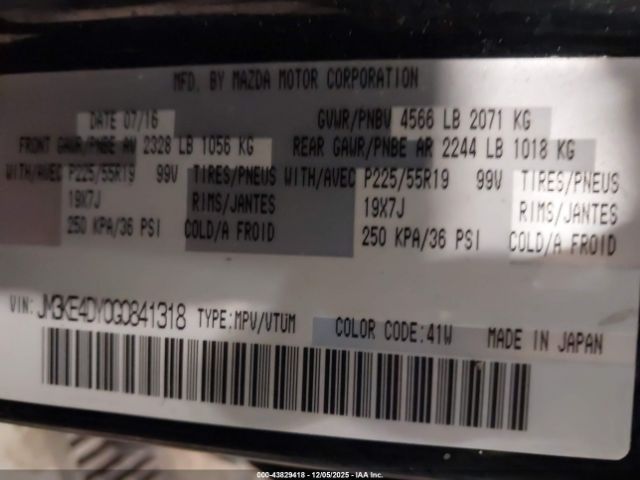 MFD. BY MAZDA MOTOR CORPORATION
DATE 07/16 GVWR/PNBV 4566 LB 2071 KG
FRONT GAWR/PNBE AV 2328 LB 1056 KG REAR GAWR/PNBE AR 2244 LB 1018 KG
WITH/AVEC P225/55R19 99V TIRES/PNEUS WITH/AVEC P225/55R19 99V TIRES/PNEUS
19X7J RIMS/JANTES 19X7J RIMS/JANTES
250 KPA/36 PSI COLD/A FROID 250 KPA/36 PSI COLD/A FROID
VIN: JM3KE4DY0G0841318 TYPE:MPV/VTUM COLOR CODE:41W MADE IN JAPAN
000-43829418 - 12/05/2025 - IAA Inc.